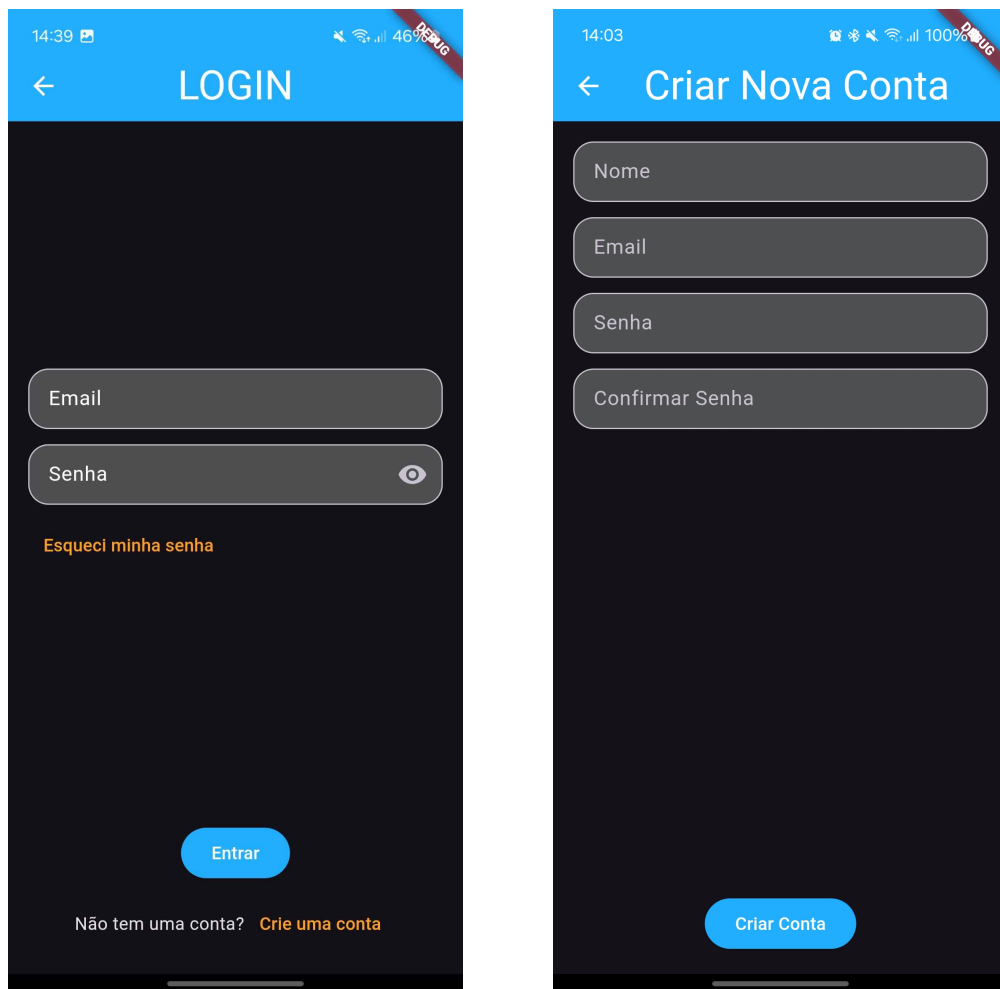 14:39
46%
DEBUG
LOGIN
Email
Senha
Esqueci minha senha
Entrar
Não tem uma conta? Crie uma conta
14:03
100%
DEBUG
Criar Nova Conta
Nome
Email
Senha
Confirmar Senha
Criar Conta